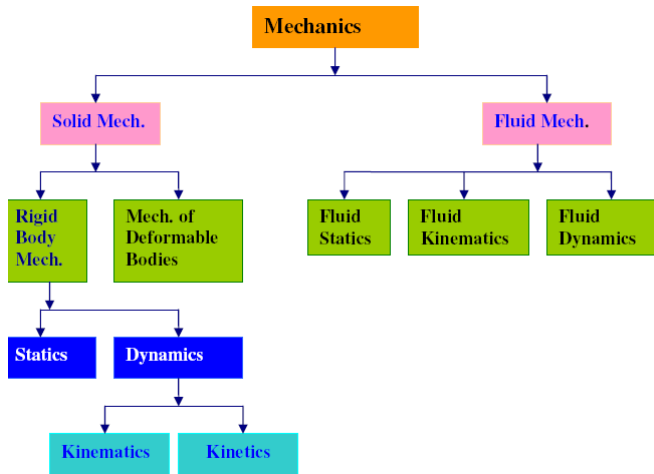 Mechanics
Solid Mech.
Fluid Mech.
Rigid
Body
Mech.
Mech. of
Deformable
Bodies
Fluid
Statics
Fluid
Kinematics
Fluid
Dynamics
Statics
Dynamics
Kinematics
Kinetics